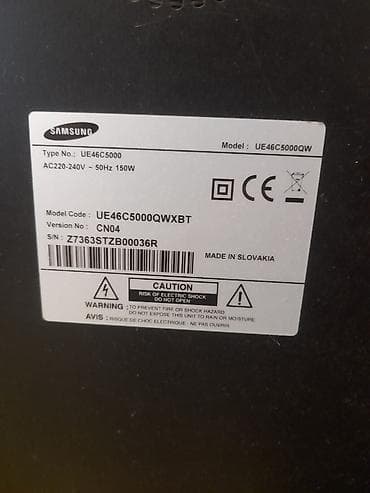 SAMSUNG
Model : UE46C5000QW
Type No.: UE46C5000
AC220-240V ~ 50Hz 150W
CE
Model Code : UE46C5000QWXBT
Version No : CN04
S/N : Z7363STZB00036R
MADE IN SLOVAKIA
CAUTION
RISK OF ELECTRIC SHOCK
DO NOT OPEN
WARNING : TO PREVENT FIRE OR SHOCK HAZARD
DO NOT EXPOSE THIS UNIT TO RAIN OR MOISTURE
AVIS : RISQUE DE CHOC ELECTRIQUE - NE PAS OUVRIR